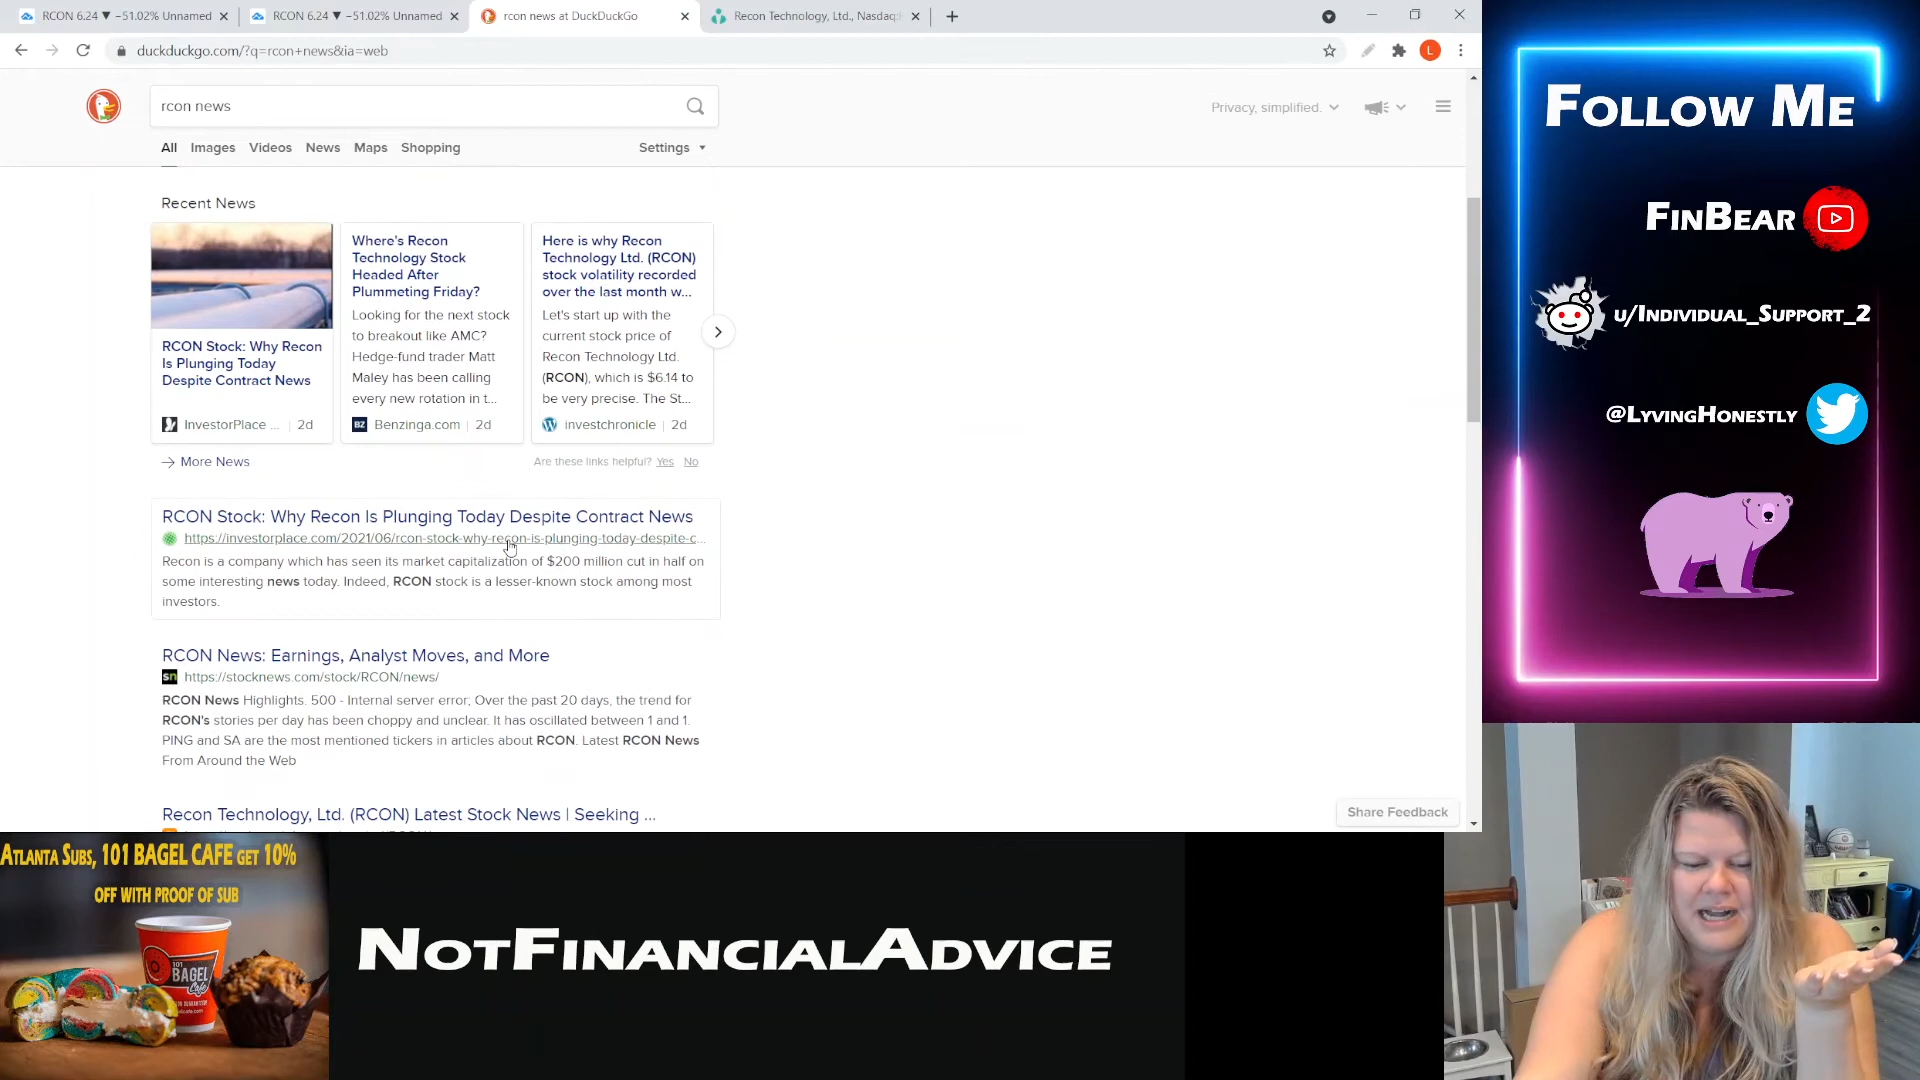 RCON 6.24 ▼ −51.02% Unnamed
RCON 6.24 ▼ −51.02% Unnamed
rcon news at DuckDuckGo
Recon Technology, Ltd., Nasdaq:
duckduckgo.com/?q=rcon+news&ia=web
L
rcon news
Privacy, simplified.
All Images Videos News Maps Shopping
Settings
Recent News
RCON Stock: Why Recon
Is Plunging Today
Despite Contract News
InvestorPlace ... 2d
Where's Recon
Technology Stock
Headed After
Plummeting Friday?
Looking for the next stock
to breakout like AMC?
Hedge-fund trader Matt
Maley has been calling
every new rotation in t...
BZ Benzinga.com 2d
Here is why Recon
Technology Ltd. (RCON)
stock volatility recorded
over the last month w...
Let's start up with the
current stock price of
Recon Technology Ltd.
(RCON), which is $6.14 to
be very precise. The St...
investchronicle 2d
More News
Are these links helpful? Yes No
RCON Stock: Why Recon Is Plunging Today Despite Contract News
https://investorplace.com/2021/06/rcon-stock-why-recon-is-plunging-today-despite-c...
Recon is a company which has seen its market capitalization of $200 million cut in half on
some interesting news today. Indeed, RCON stock is a lesser-known stock among most
investors.
RCON News: Earnings, Analyst Moves, and More
sn https://stocknews.com/stock/RCON/news/
RCON News Highlights. 500 - Internal server error; Over the past 20 days, the trend for
RCON's stories per day has been choppy and unclear. It has oscillated between 1 and 1.
PING and SA are the most mentioned tickers in articles about RCON. Latest RCON News
From Around the Web
Recon Technology, Ltd. (RCON) Latest Stock News | Seeking ...
Share Feedback
Follow Me
FinBear
u/Individual_Support_2
@LyvingHonestly
Atlanta Subs, 101 BAGEL CAFE get 10%
off with proof of sub
101
BAGEL
Cafe
NotFinancialAdvice